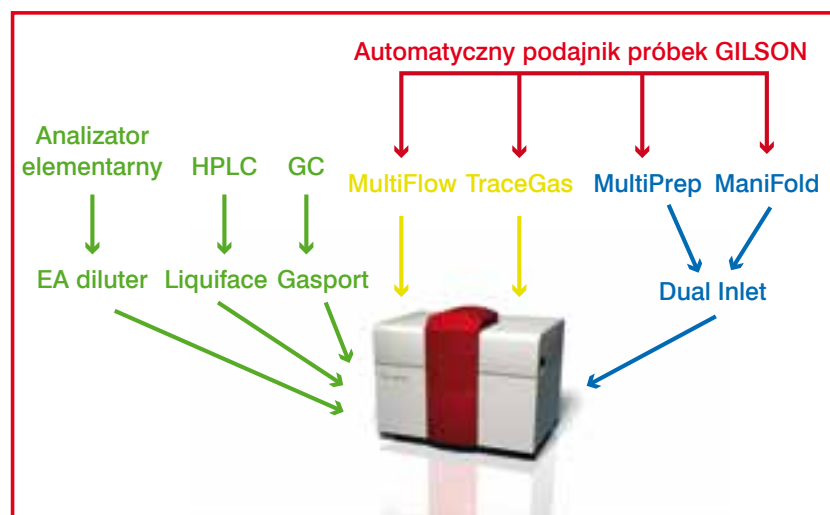 Automatyczny podajnik próbek GILSON
Analizator
elementarny
HPLC
GC
MultiFlow
TraceGas
MultiPrep
ManiFold
EA diluter
Liquiface
Gasport
Dual Inlet